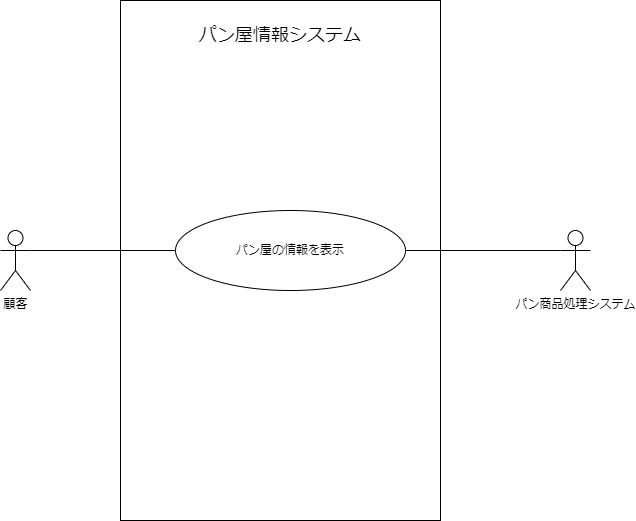 パン屋情報システム
パン屋の情報を表示
顧客
パン商品処理システム